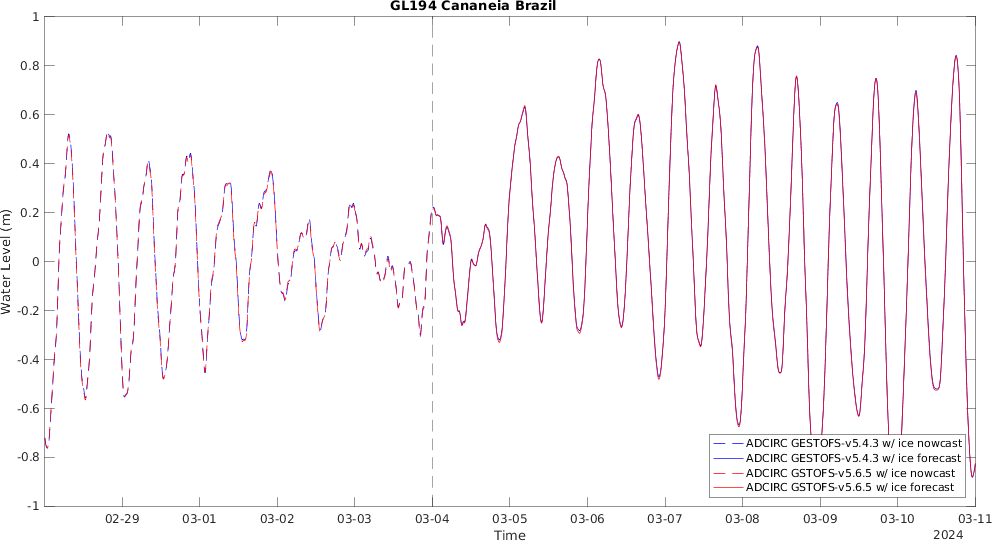 GL194 Cananeia Brazil
1
0.8
0.6
0.4
0.2
0
-0.2
-0.4
-0.6
-0.8
-1
Water Level (m)
ADCIRC GESTOFS-v5.4.3 w/ ice nowcast
ADCIRC GESTOFS-v5.4.3 w/ ice forecast
ADCIRC GSTOFS-v5.6.5 w/ ice nowcast
ADCIRC GSTOFS-v5.6.5 w/ ice forecast
02-29 03-01 03-02 03-03 03-04 03-05 03-06 03-07 03-08 03-09 03-10 03-11
Time
2024